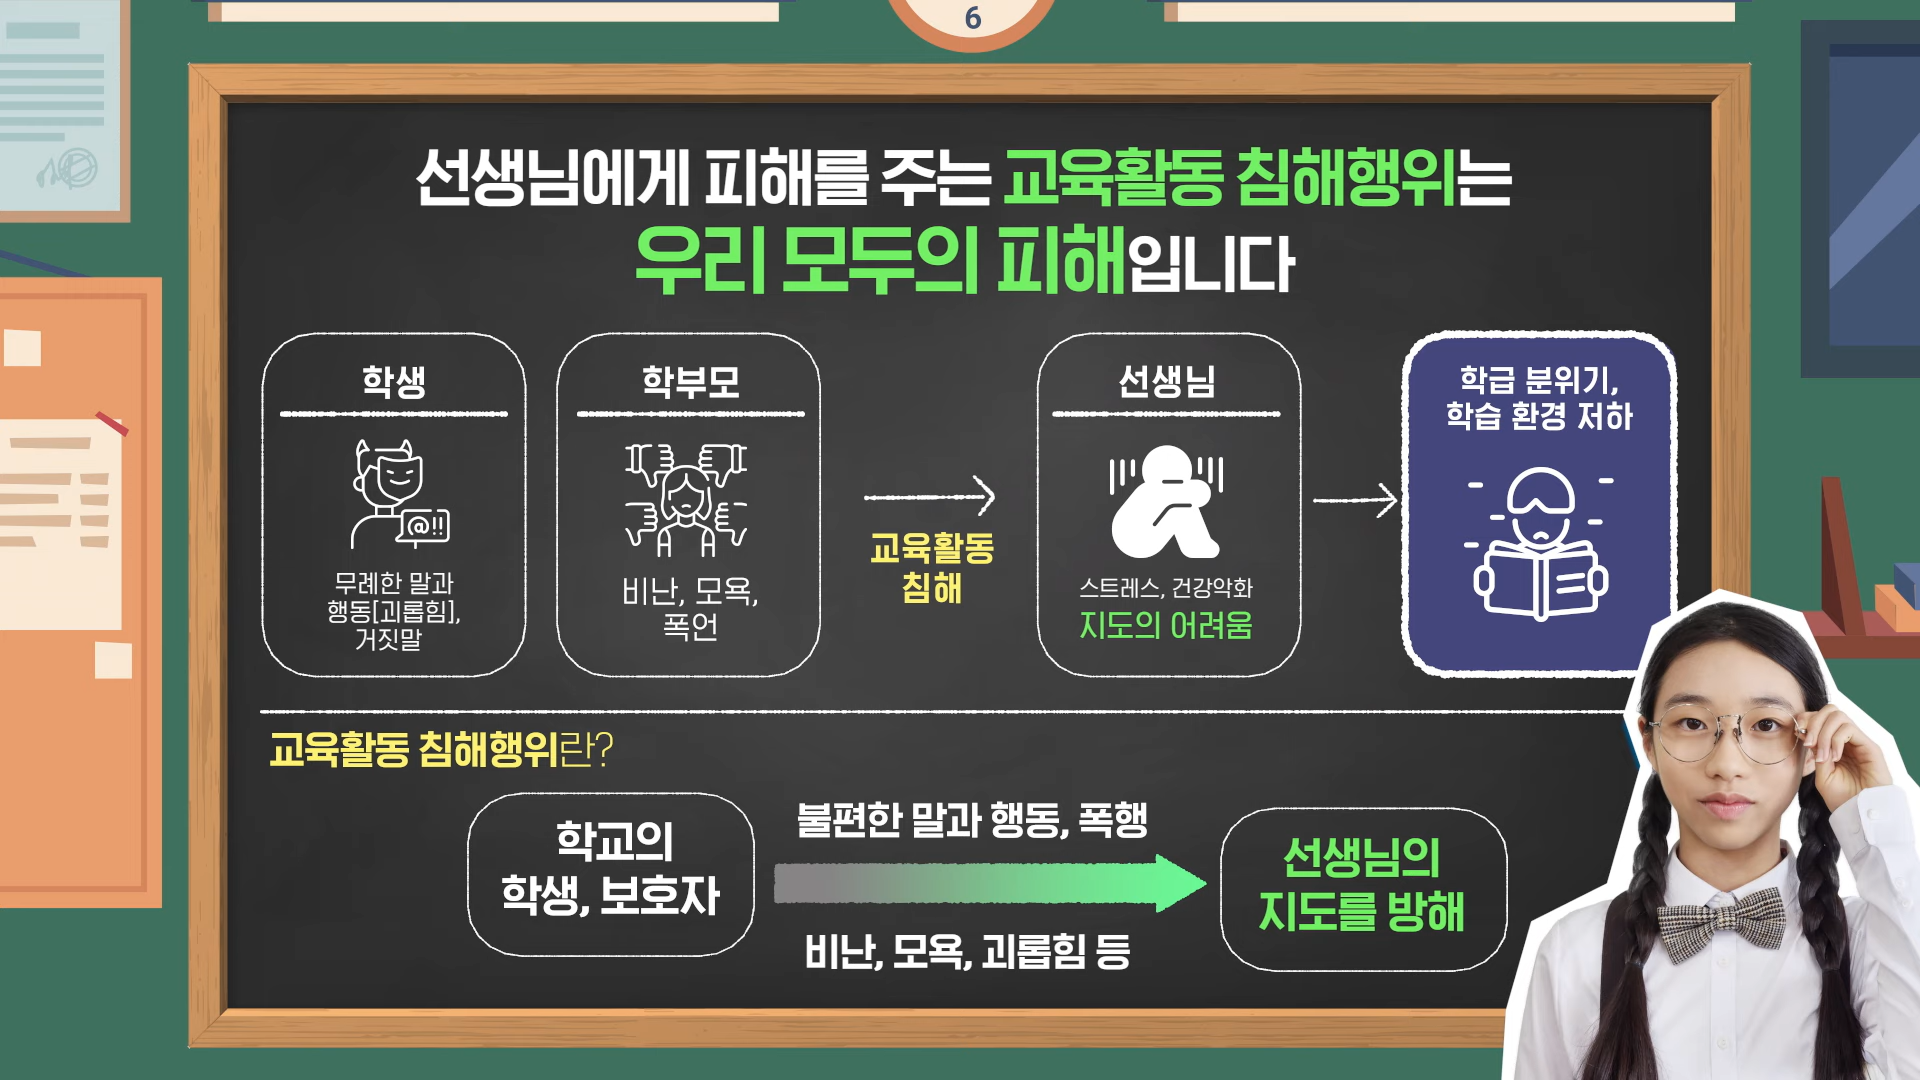 6
선생님에게 피해를 주는 교육활동 침해행위는
우리 모두의 피해입니다
학생
@!!
무례한 말과
행동[괴롭힘],
거짓말
학부모
비난, 모욕,
폭언
교육활동
침해
선생님
스트레스, 건강악화
지도의 어려움
학급 분위기,
학습 환경 저하
교육활동 침해행위란?
학교의
학생, 보호자
불편한 말과 행동, 폭행
비난, 모욕, 괴롭힘 등
선생님의
지도를 방해